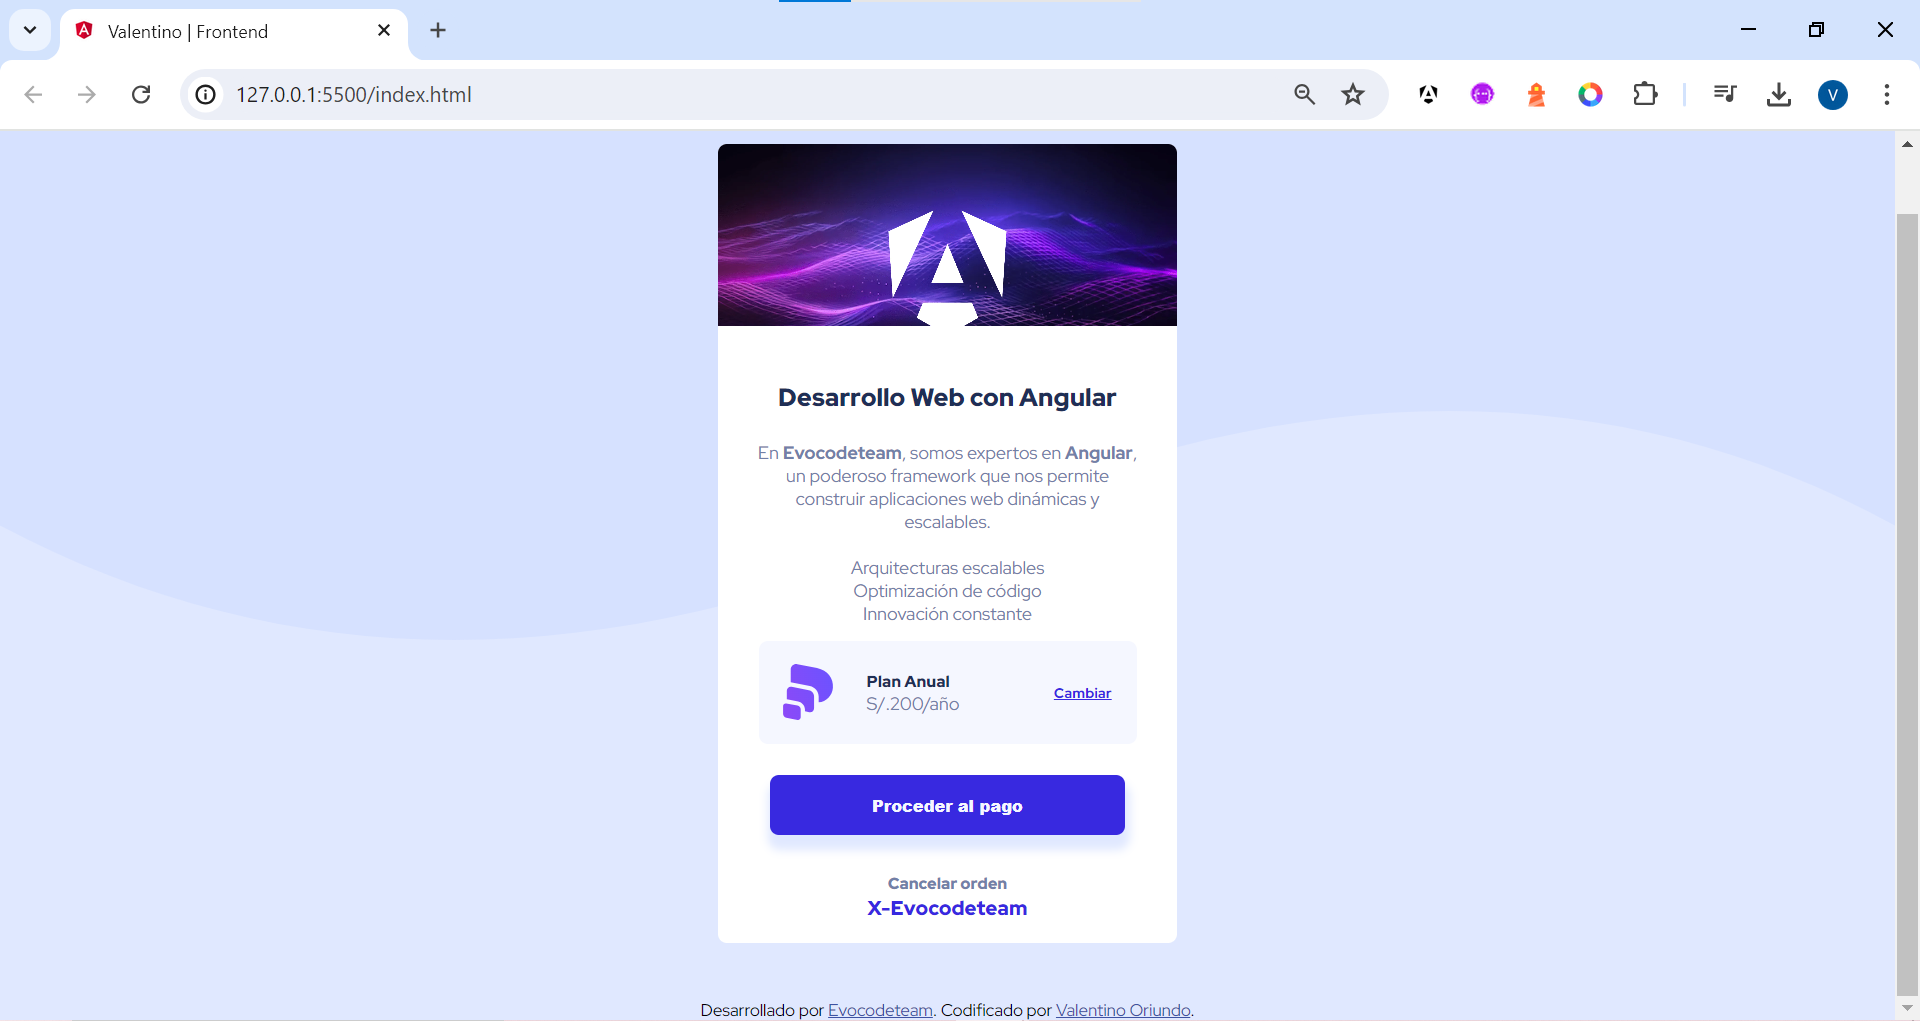 Valentino | Frontend
127.0.0.1:5500/index.html
V
Desarrollo Web con Angular
En Evocodeteam, somos expertos en Angular,
un poderoso framework que nos permite
construir aplicaciones web dinámicas y
escalables.
Arquitecturas escalables
Optimización de código
Innovación constante
Plan Anual
S/.200/año
Cambiar
Proceder al pago
Cancelar orden
X-Evocodeteam
Desarrollado por Evocodeteam. Codificado por Valentino Oriundo.